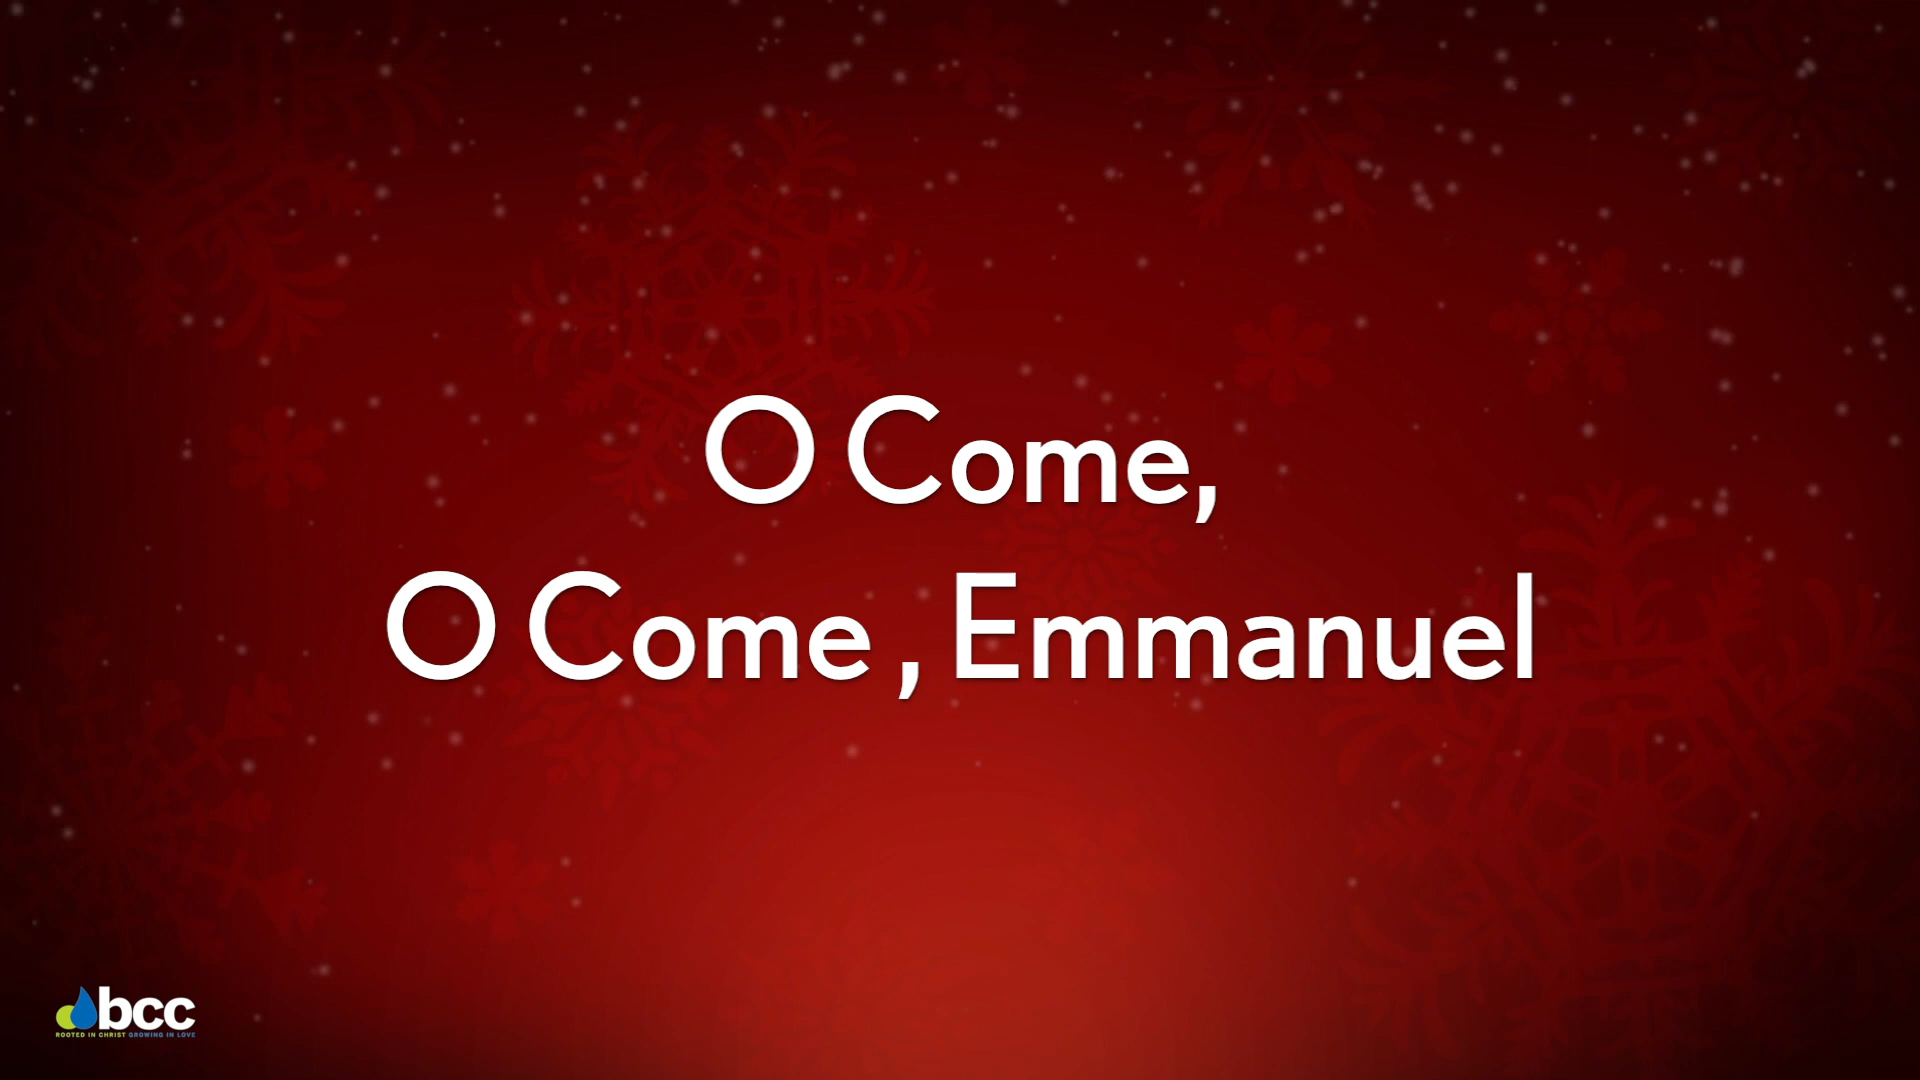 O Come,
O Come , Emmanuel
bcc
ROOTED IN CHRIST GROWING IN LOVE